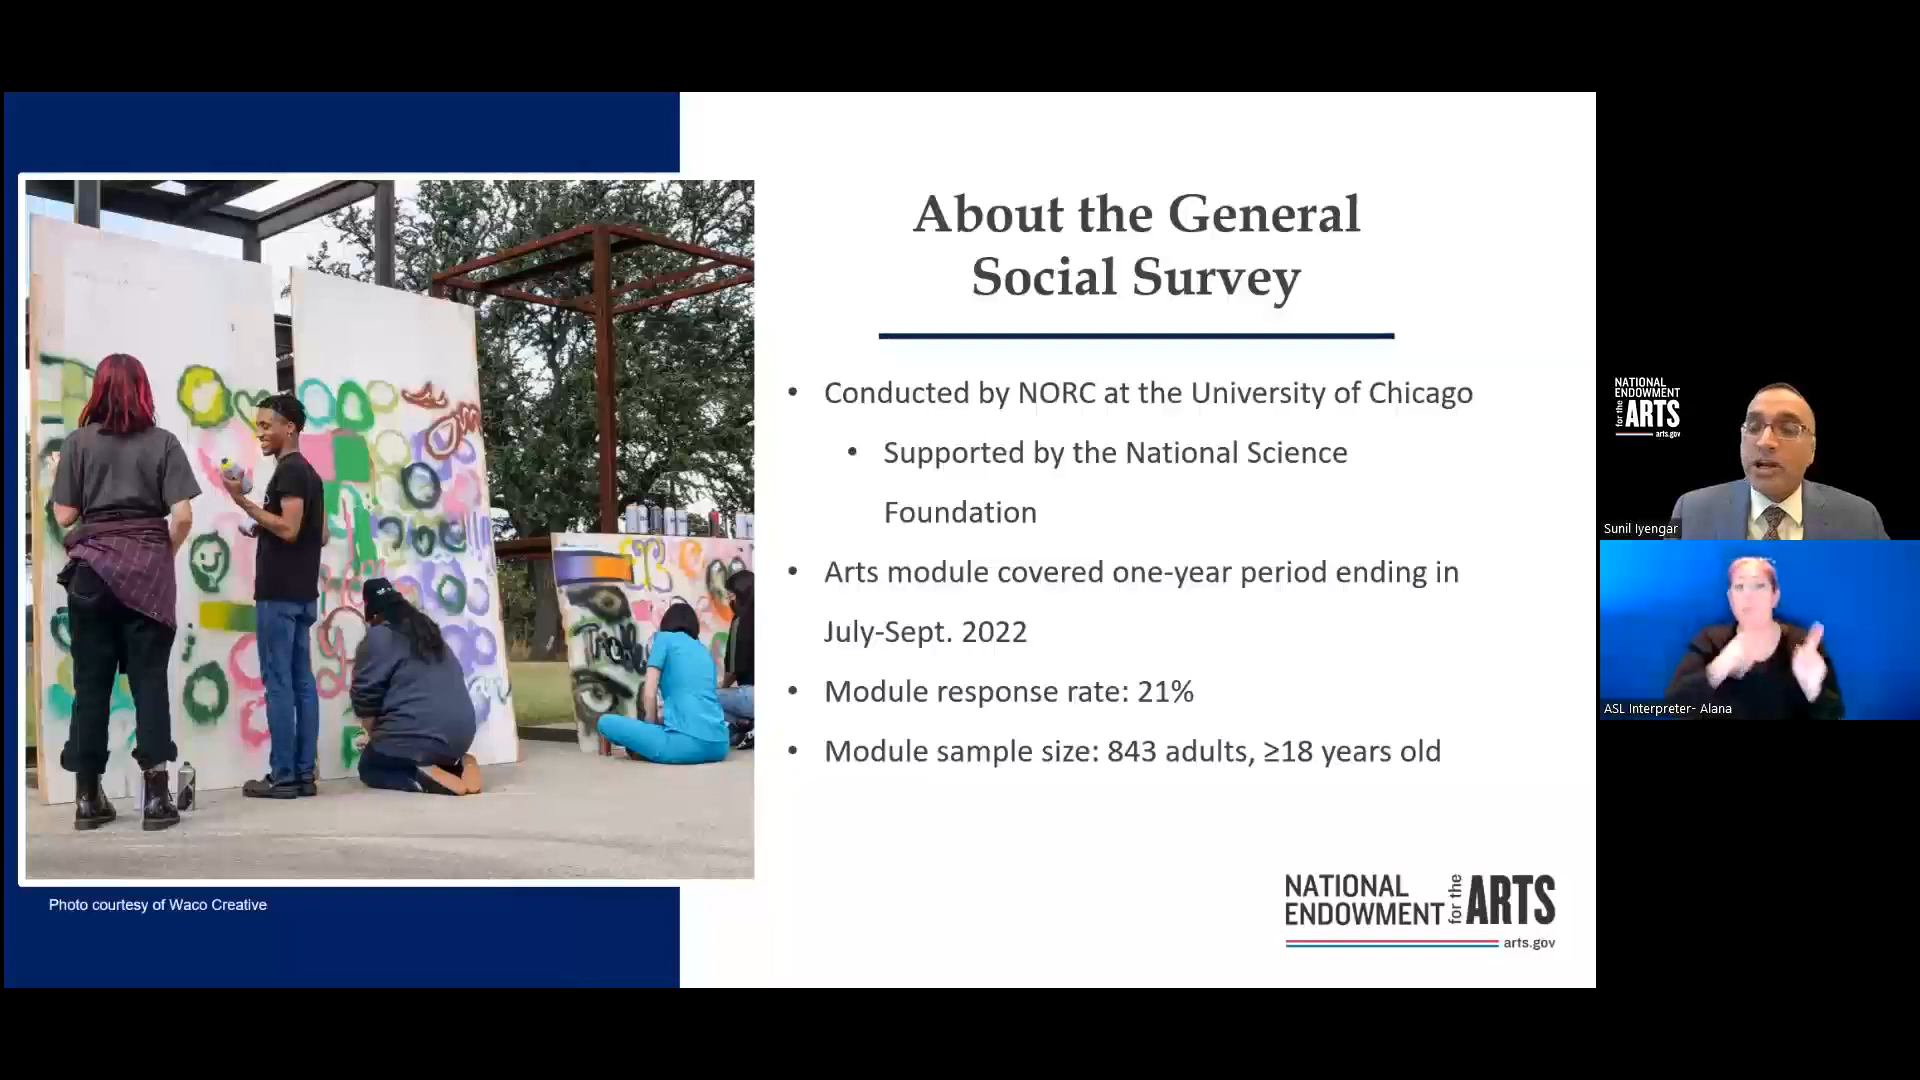 About the General
Social Survey
• Conducted by NORC at the University of Chicago
• Supported by the National Science
Foundation
• Arts module covered one-year period ending in
July-Sept. 2022
• Module response rate: 21%
• Module sample size: 843 adults, ≥18 years old
Photo courtesy of Waco Creative
NATIONAL
ENDOWMENT
for the
ARTS
arts.gov
NATIONAL
ENDOWMENT
for the
ARTS
arts.gov
Sunil Iyengar
ASL Interpreter- Alana